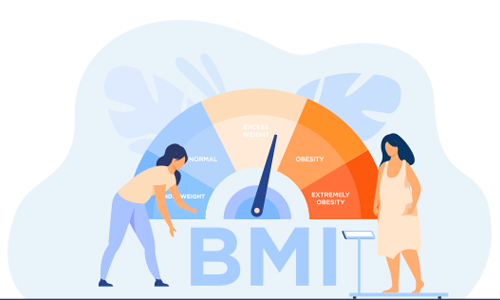 EXCESS
WEIGHT
NORMAL
OBESITY
WEIGHT
EXTREMELY
OBESITY
BMI